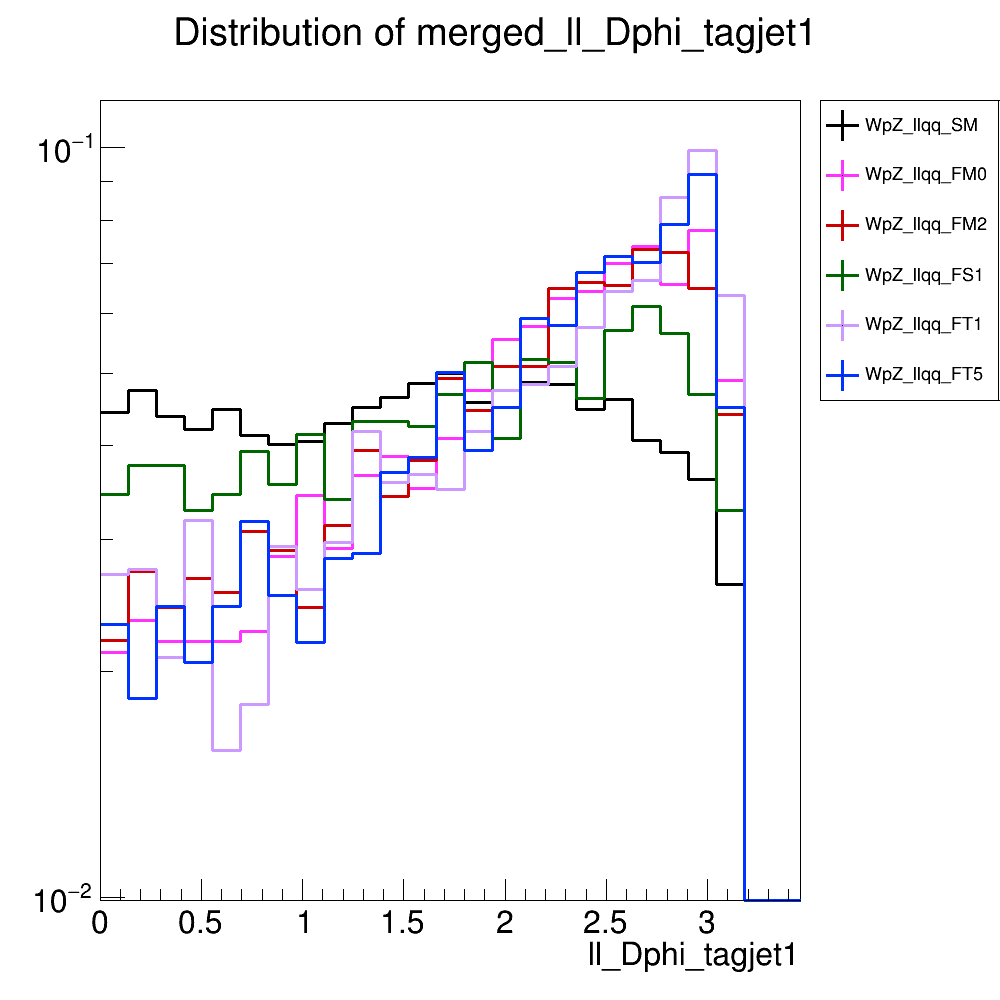 Distribution of merged_ll_Dphi_tagjet1
10⁻¹
10⁻²
0 0.5 1 1.5 2 2.5 3
ll_Dphi_tagjet1
WpZ_llqq_SM
WpZ_llqq_FM0
WpZ_llqq_FM2
WpZ_llqq_FS1
WpZ_llqq_FT1
WpZ_llqq_FT5